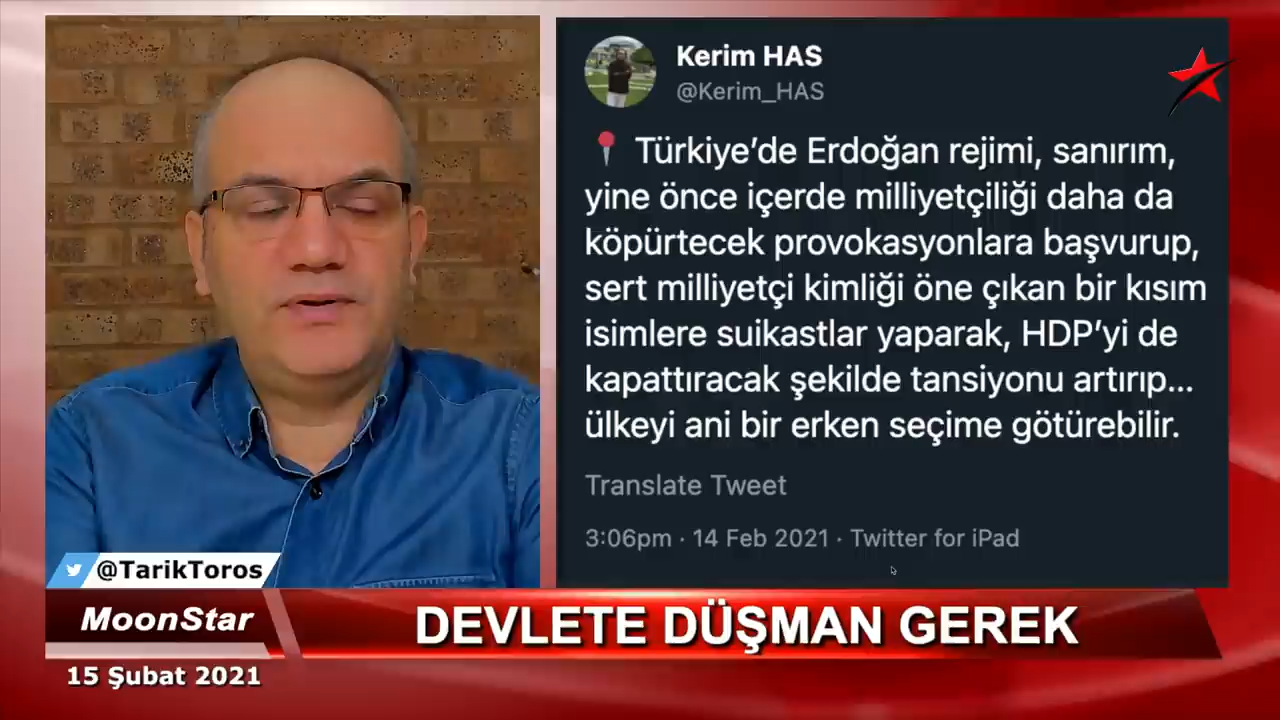 Kerim HAS
@Kerim_HAS
Türkiye’de Erdoğan rejimi, sanırım,
yine önce içerde milliyetçiliği daha da
köpürtecek provokasyonlara başvurup,
sert milliyetçi kimliği öne çıkan bir kısım
isimlere suikastlar yaparak, HDP’yi de
kapattıracak şekilde tansiyonu artırıp...
ülkeyi ani bir erken seçime götürebilir.
Translate Tweet
3:06pm · 14 Feb 2021 · Twitter for iPad
@TarikToros
MoonStar
DEVLETE DÜŞMAN GEREK
15 Şubat 2021